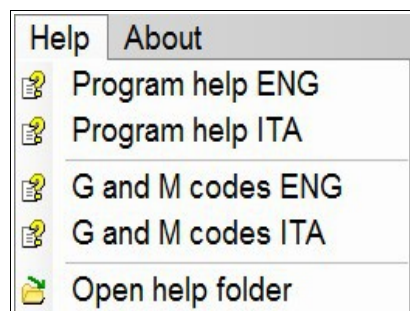 Help About
Program help ENG
Program help ITA
G and M codes ENG
G and M codes ITA
Open help folder